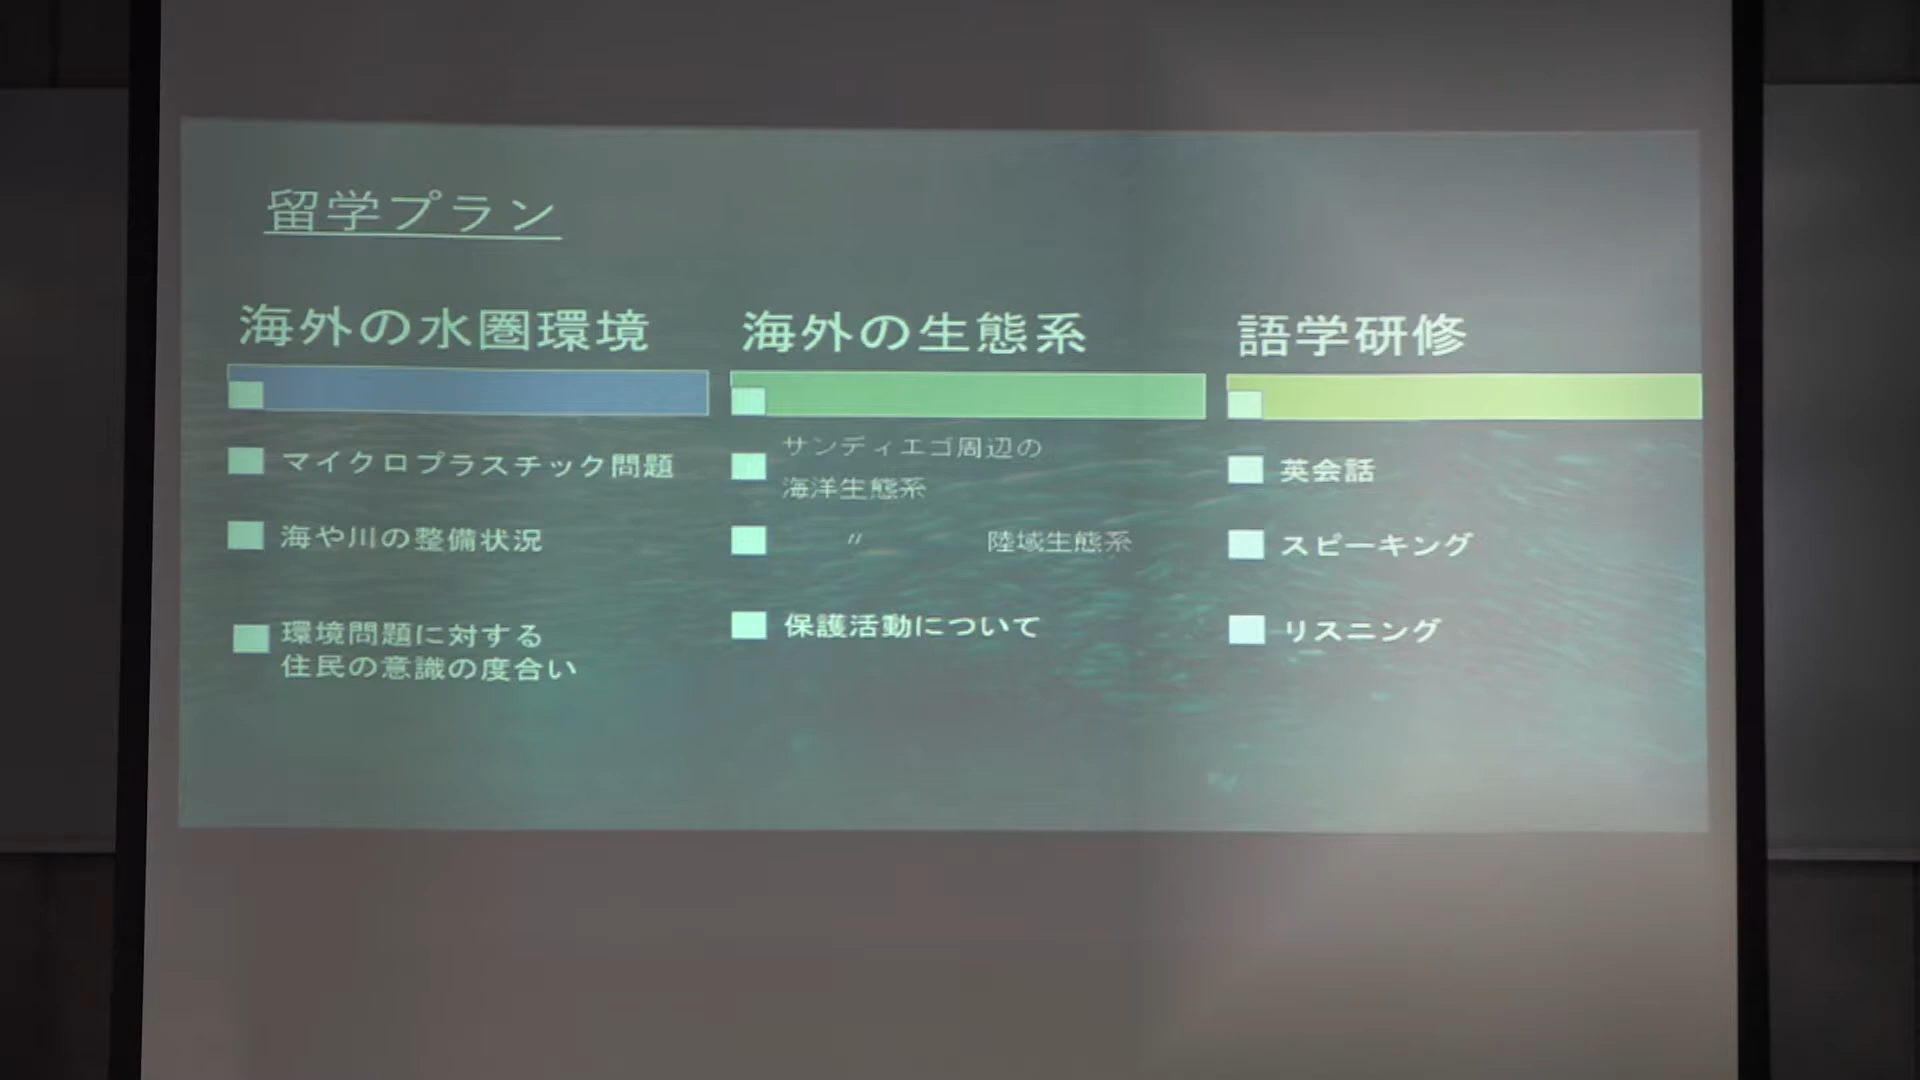 留学プラン
海外の水圏環境
マイクロプラスチック問題
海や川の整備状況
環境問題に対する
住民の意識の度合い
海外の生態系
サンディエゴ周辺の
海洋生態系
〃 陸域生態系
保護活動について
語学研修
英会話
スピーキング
リスニング